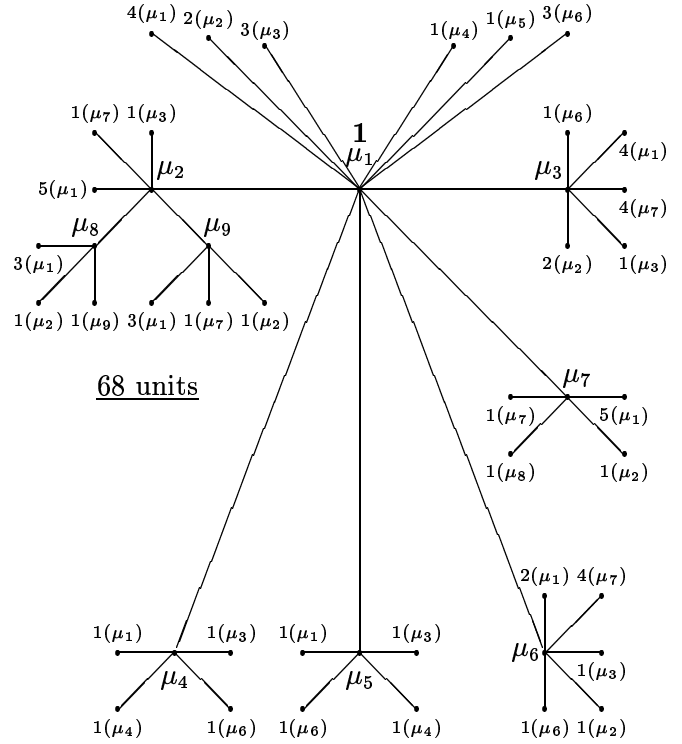 4(μ₁) 2(μ₂) 3(μ₃) 1(μ₄) 1(μ₅) 3(μ₆)
1(μ₇) 1(μ₃) 1 1(μ₆)
μ₁ 4(μ₁)
μ₂ μ₃
5(μ₁) 4(μ₇)
μ₈ μ₉
3(μ₁) 2(μ₂) 1(μ₃)
1(μ₂) 1(μ₉) 3(μ₁) 1(μ₇) 1(μ₂)
68 units μ₇
1(μ₇) 5(μ₁)
1(μ₈) 1(μ₂)
2(μ₁) 4(μ₇)
1(μ₁) 1(μ₃) 1(μ₁) 1(μ₃)
μ₄ μ₅ μ₆ 1(μ₃)
1(μ₄) 1(μ₆) 1(μ₆) 1(μ₄) 1(μ₆) 1(μ₂)